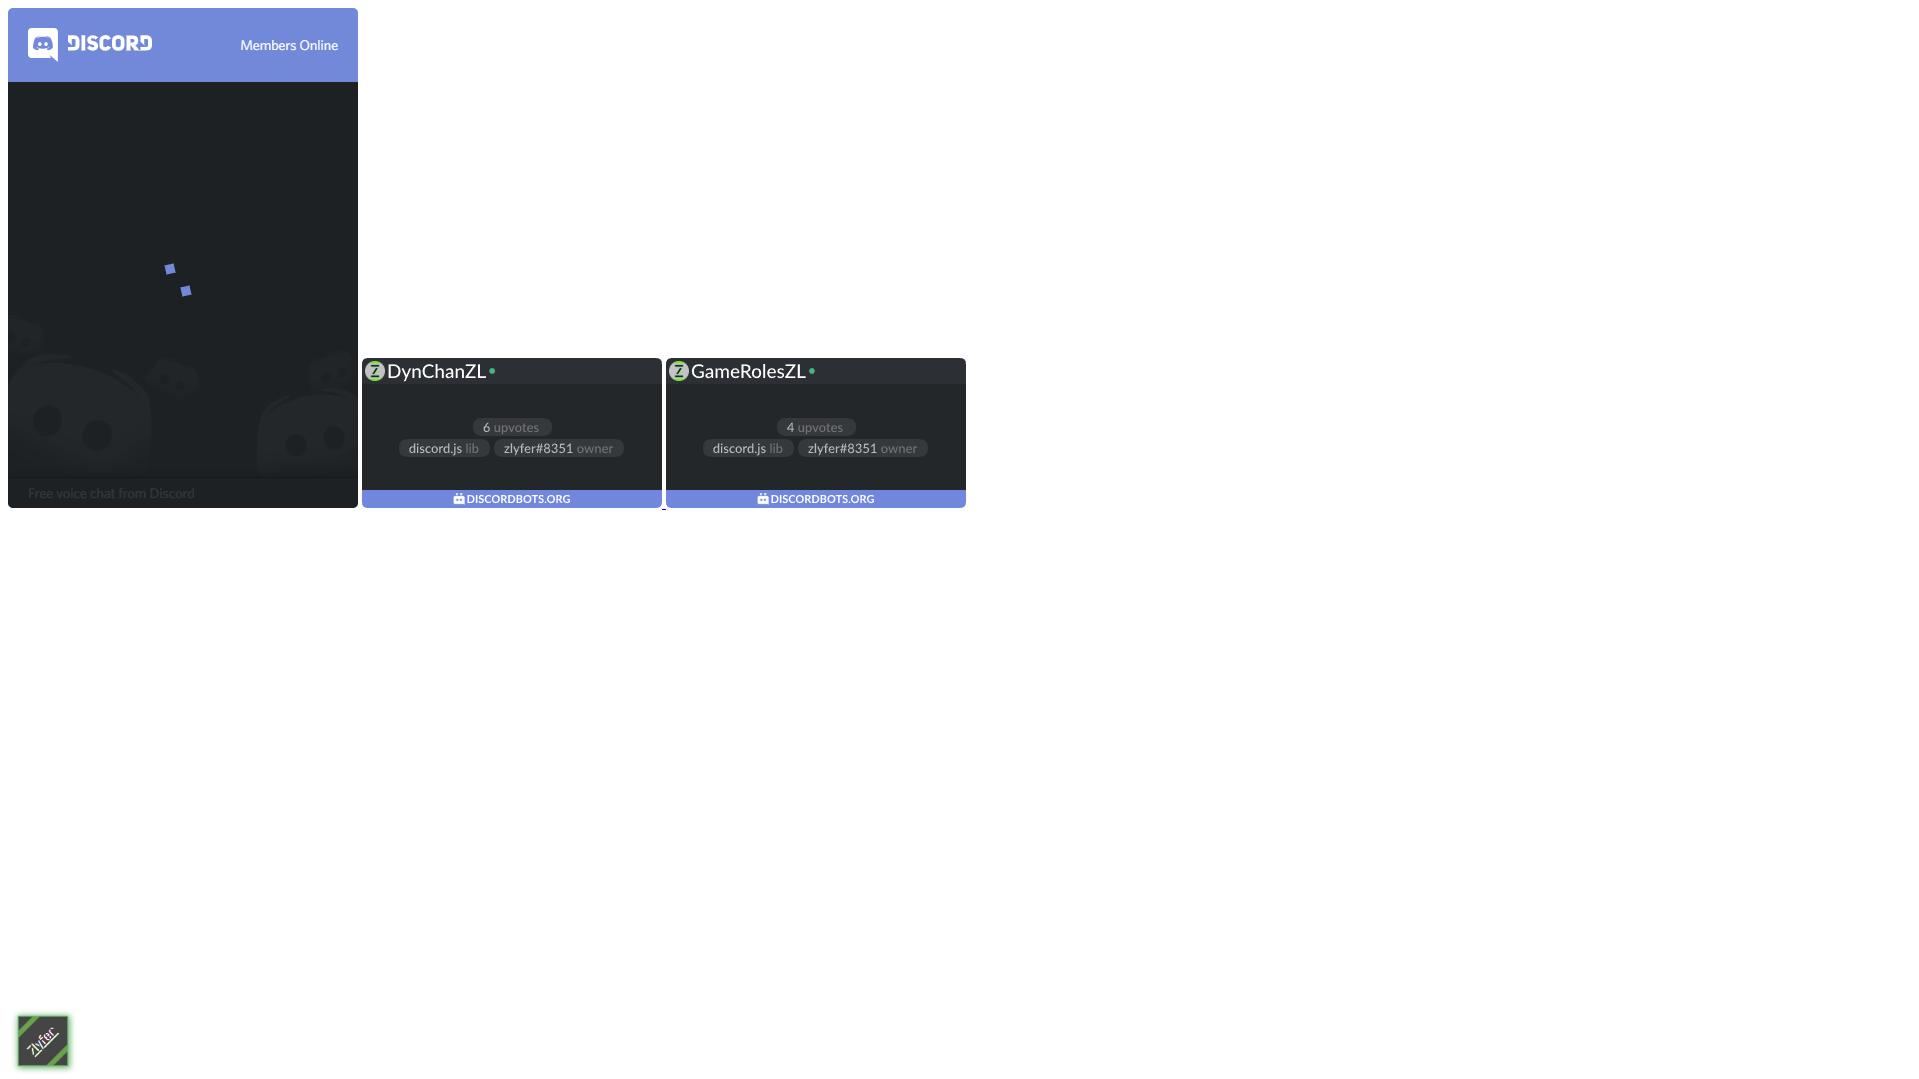 DISCORD
Members Online
Free voice chat from Discord
DynChanZL
6 upvotes
discord.js lib
zlyfer#8351 owner
DISCORDBOTS.ORG
GameRolesZL
4 upvotes
discord.js lib
zlyfer#8351 owner
DISCORDBOTS.ORG
Zlyfer